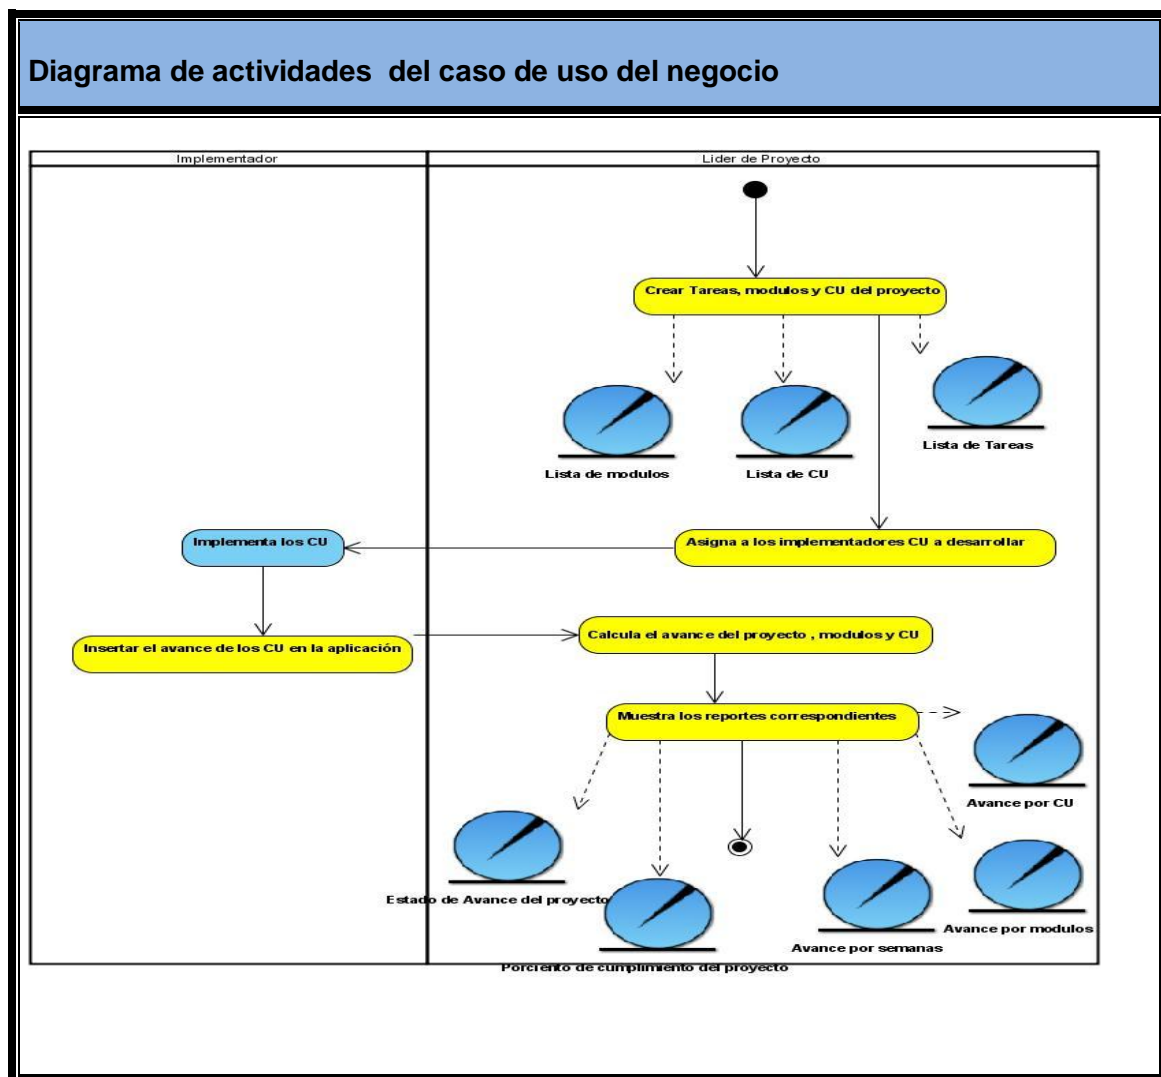 Diagrama de actividades  del caso de uso del negocio
Implementador
Lider de Proyecto
Crear Tareas, modulos y CU del proyecto
Lista de modulos
Lista de CU
Lista de Tareas
Implementa los CU
Asigna a los implementadores CU a desarrollar
Insertar el avance de los CU en la aplicación
Calcula el avance del proyecto , modulos y CU
Muestra los reportes correspondientes
Avance por CU
Estado de Avance del proyecto
Avance por modulos
Avance por semanas
Porciento de cumplimiento del proyecto